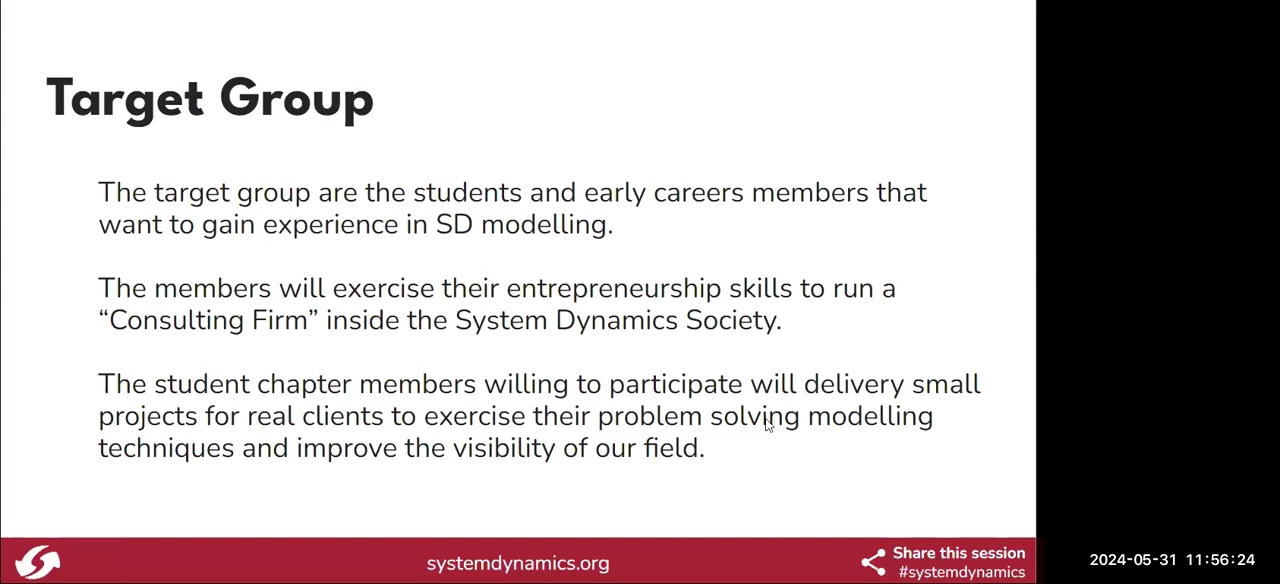 Target Group
The target group are the students and early careers members that
want to gain experience in SD modelling.
The members will exercise their entrepreneurship skills to run a
“Consulting Firm” inside the System Dynamics Society.
The student chapter members willing to participate will delivery small
projects for real clients to exercise their problem solving modelling
techniques and improve the visibility of our field.
systemdynamics.org
Share this session
#systemdynamics
2024-05-31 11:56:24